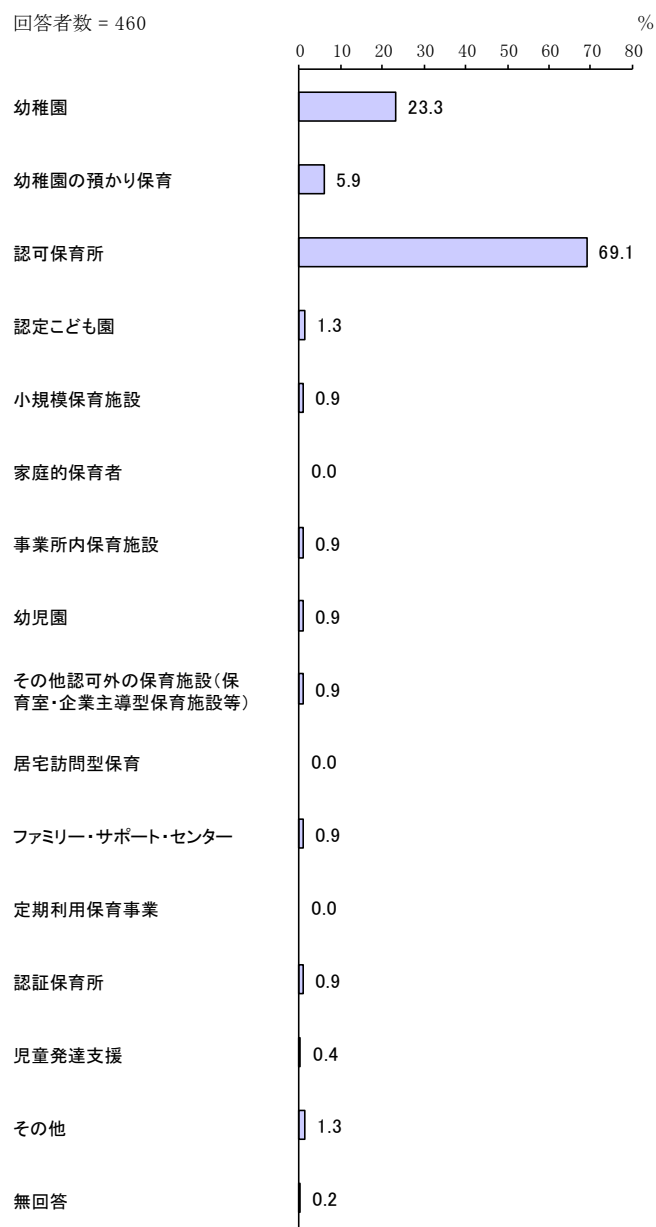 回答者数 = 460
%
0 10 20 30 40 50 60 70 80
幼稚園 23.3
幼稚園の預かり保育 5.9
認可保育所 69.1
認定こども園 1.3
小規模保育施設 0.9
家庭的保育者 0.0
事業所内保育施設 0.9
幼児園 0.9
その他認可外の保育施設(保
育室・企業主導型保育施設等) 0.9
居宅訪問型保育 0.0
ファミリー・サポート・センター 0.9
定期利用保育事業 0.0
認証保育所 0.9
児童発達支援 0.4
その他 1.3
無回答 0.2